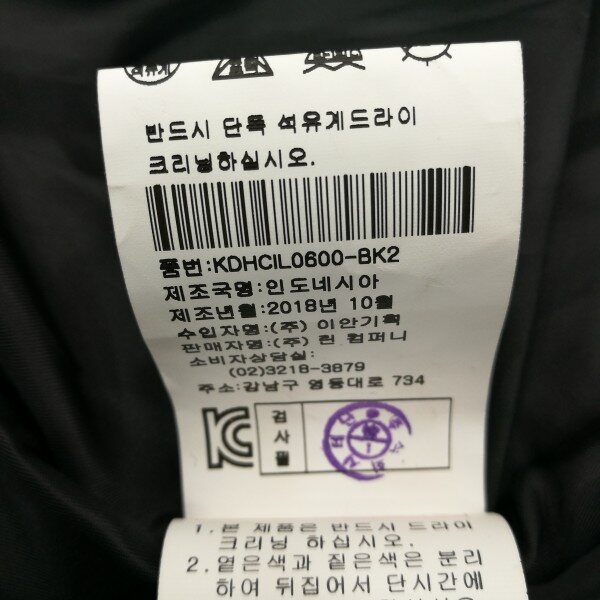 반드시 단독 석유계드라이
크리닝하십시오.
품번:KDHCIL0600-BK2
제조국명:인도네시아
제조년월:2018년 10월
수입자명:(주) 이안기획
판매자명:(주) 린 컴퍼니
소비자상담실:
(02)3218-3879
주소:강남구 영동대로 734
검
사
필
1.본 제품은 반드시 드라이
크리닝 하십시오.
2.옅은색과 짙은색은 분리
하여 뒤집어서 단시간에